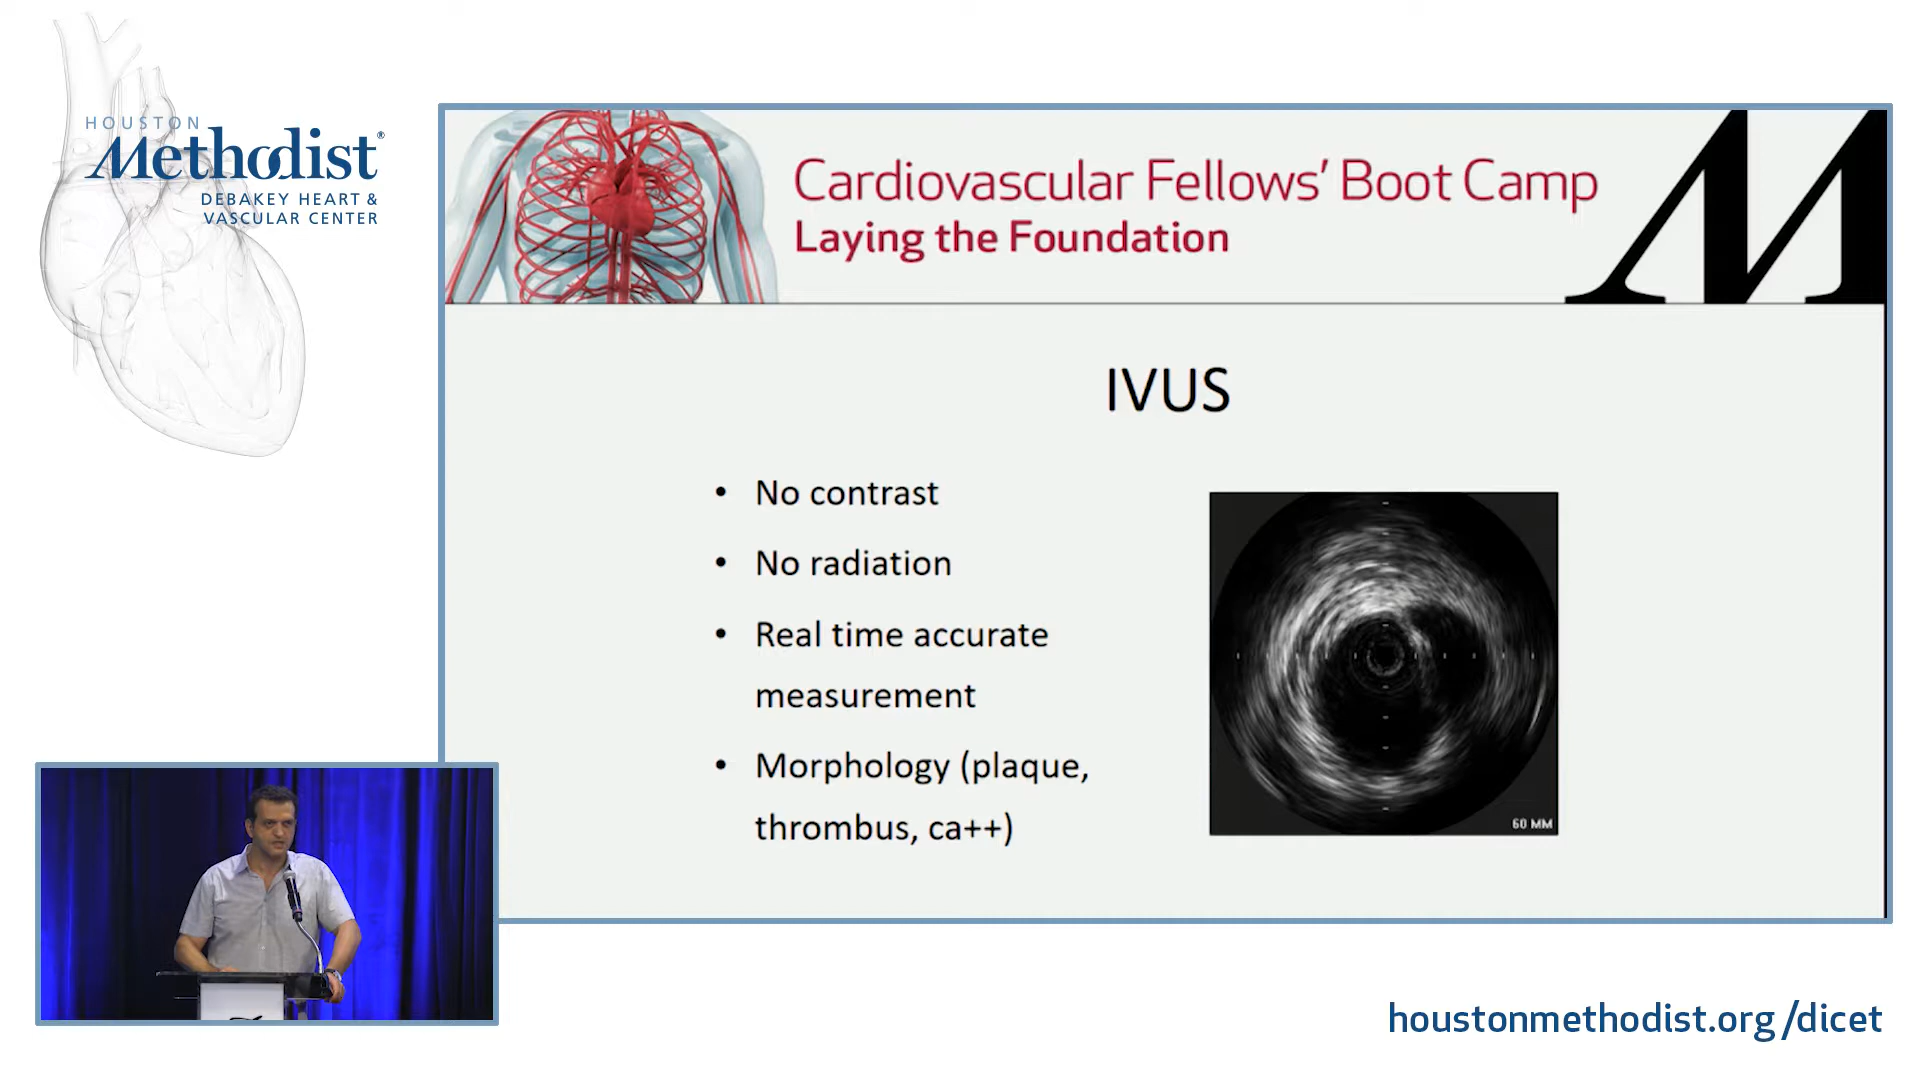 HOUSTON
Methodist®
DEBAKEY HEART &
VASCULAR CENTER
Cardiovascular Fellows’ Boot Camp
Laying the Foundation
M
IVUS
• No contrast
• No radiation
• Real time accurate
measurement
• Morphology (plaque,
thrombus, ca++)
60 MM
houstonmethodist.org/dicet